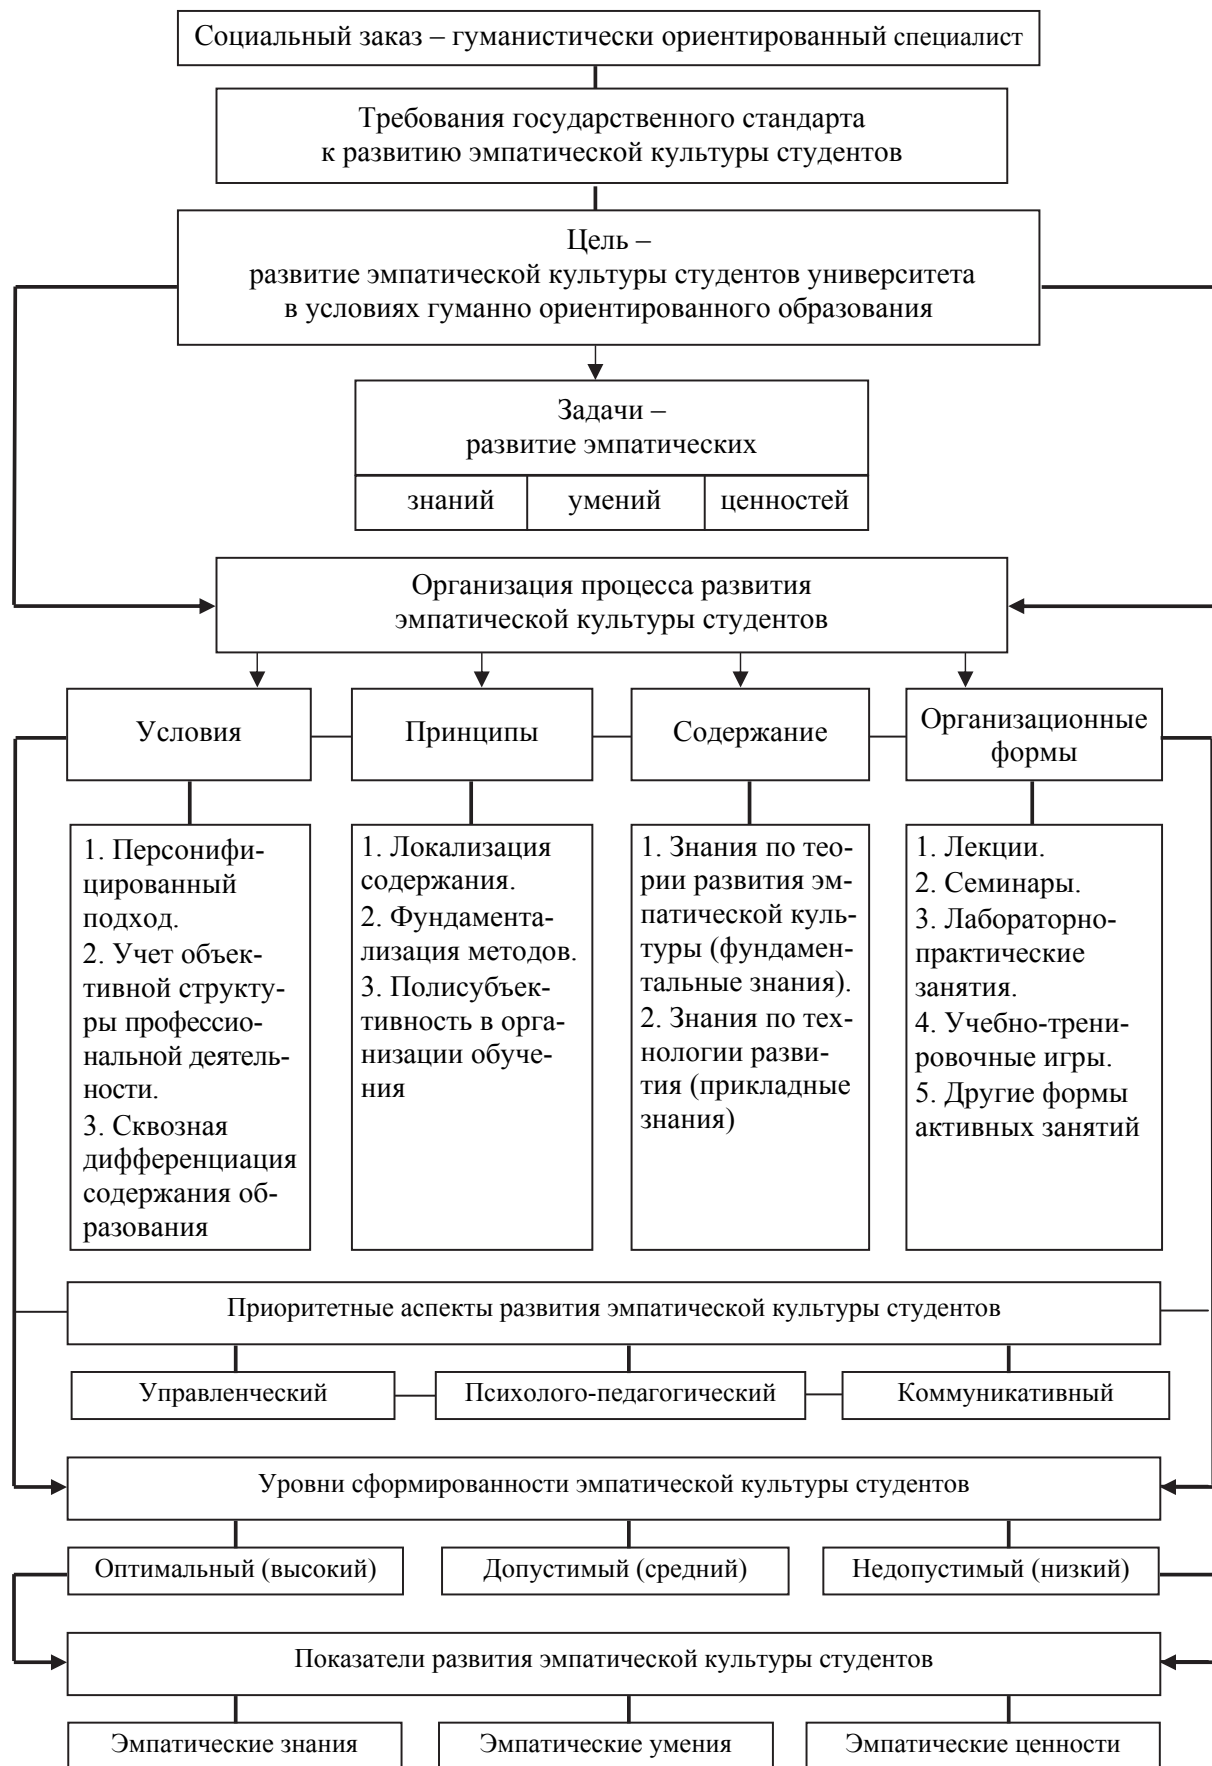 Социальный заказ – гуманистически ориентированный специалист
Требования государственного стандарта
к развитию эмпатической культуры студентов
Цель –
развитие эмпатической культуры студентов университета
в условиях гуманно ориентированного образования
Задачи –
развитие эмпатических
знаний
умений
ценностей
Организация процесса развития
эмпатической культуры студентов
Условия
Принципы
Содержание
Организационные
формы
1. Персонифи-
цированный
подход.
2. Учет объек-
тивной структу-
ры профессио-
нальной деятель-
ности.
3. Сквозная
дифференциация
содержания об-
разования
1. Локализация
содержания.
2. Фундамента-
лизация методов.
3. Полисубъек-
тивность в орга-
низации обуче-
ния
1. Знания по тео-
рии развития эм-
патической куль-
туры (фундамен-
тальные знания).
2. Знания по тех-
нологии разви-
тия (прикладные
знания)
1. Лекции.
2. Семинары.
3. Лабораторно-
практические
занятия.
4. Учебно-трени-
ровочные игры.
5. Другие формы
активных занятий
Приоритетные аспекты развития эмпатической культуры студентов
Управленческий
Психолого-педагогический
Коммуникативный
Уровни сформированности эмпатической культуры студентов
Оптимальный (высокий)
Допустимый (средний)
Недопустимый (низкий)
Показатели развития эмпатической культуры студентов
Эмпатические знания
Эмпатические умения
Эмпатические ценности